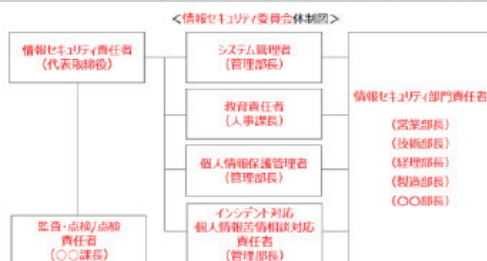 ＜情報セキュリティ委員会体制図＞
情報セキュリティ責任者
（代表取締役）
システム管理者
（管理部長）
教育責任者
（人事課長）
個人情報保護管理者
（管理部長）
インシデント対応
個人情報苦情相談対応
責任者
（管理部長）
情報セキュリティ部門責任者
（営業部長）
（技術部長）
（経理部長）
（製造部長）
（〇〇部長）
監査・点検/点検
責任者
（〇〇課長）